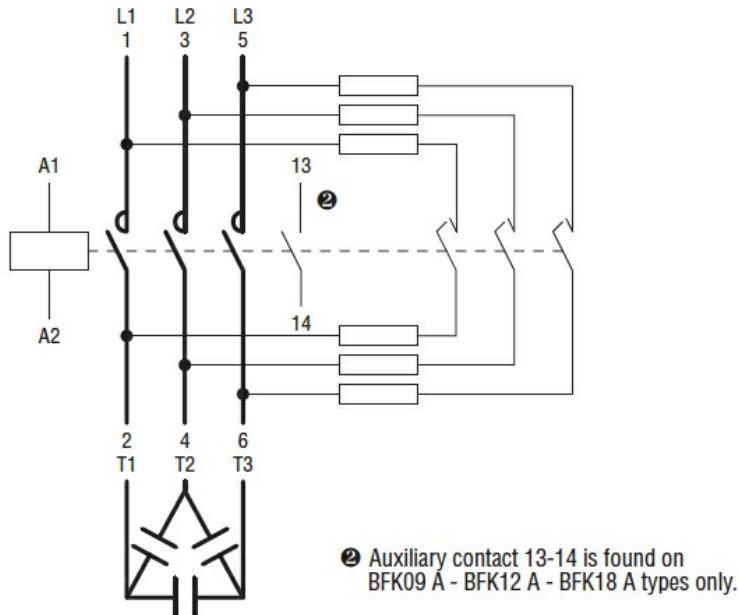 L1 L2 L3
1 3 5
A1
13
❷
14
A2
2 4 6
T1 T2 T3
❷ Auxiliary contact 13-14 is found on
BFK09 A - BFK12 A - BFK18 A types only.